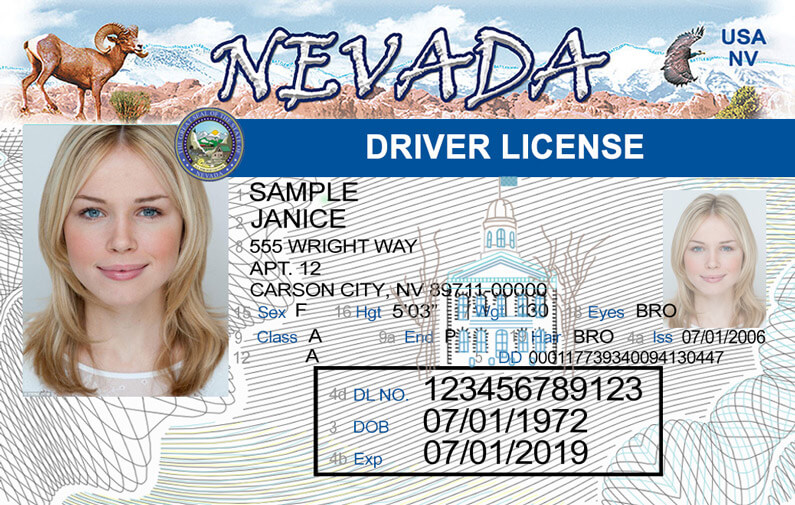 NEVADA
USA
NV
DRIVER LICENSE
SAMPLE
2 JANICE
8 555 WRIGHT WAY
APT. 12
CARSON CITY, NV 89711-00000
15 Sex F 16 Hgt 5'03" 17 Wgt 130 18 Eyes BRO
9 Class A 9a End P 19 Hair BRO 4a Iss 07/01/2006
12 A 5 DD 000117739340094130447
4d DL NO. 123456789123
3 DOB 07/01/1972
4b Exp 07/01/2019